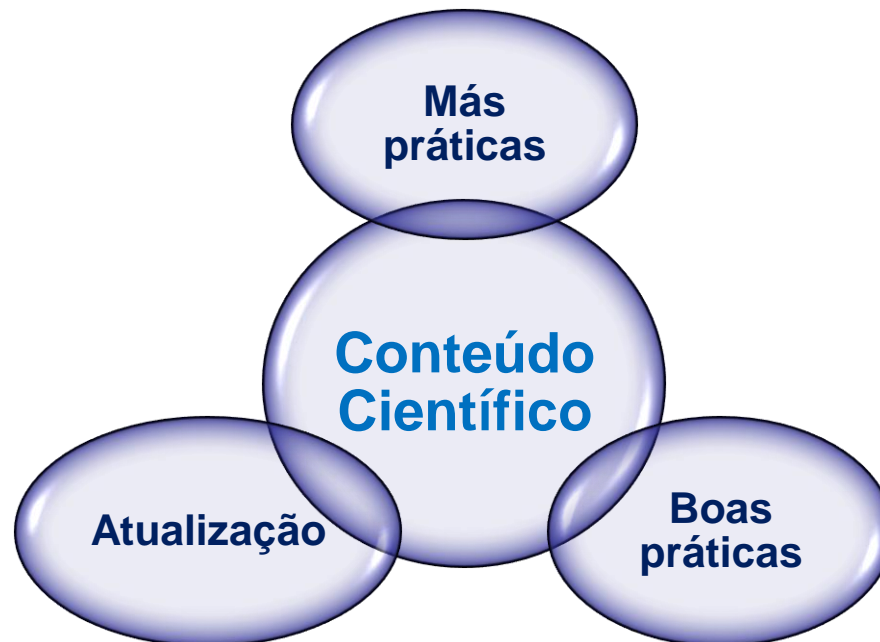 Más
práticas
Conteúdo
Científico
Atualização
Boas
práticas